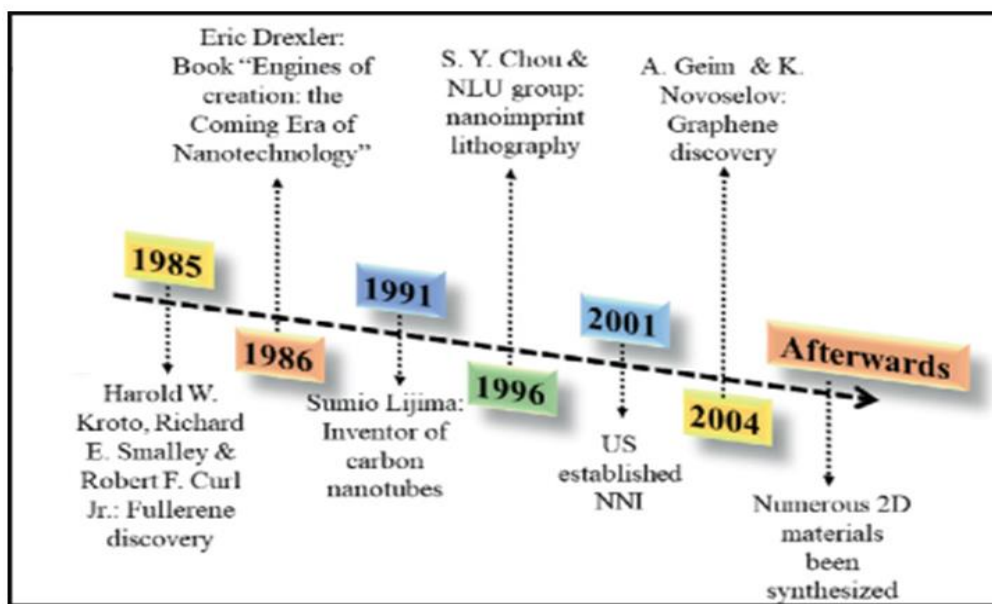 Eric Drexler:
Book “Engines of
creation: the
Coming Era of
Nanotechnology”
S. Y. Chou &
NLU group:
nanoimprint
lithography
A. Geim & K.
Novoselov:
Graphene
discovery
1985
1991
2001
Afterwards
1986
1996
2004
Harold W.
Kroto, Richard
E. Smalley &
Robert F. Curl
Jr.: Fullerene
discovery
Sumio Lijima:
Inventor of
carbon
nanotubes
US
established
NNI
Numerous 2D
materials
been
synthesized